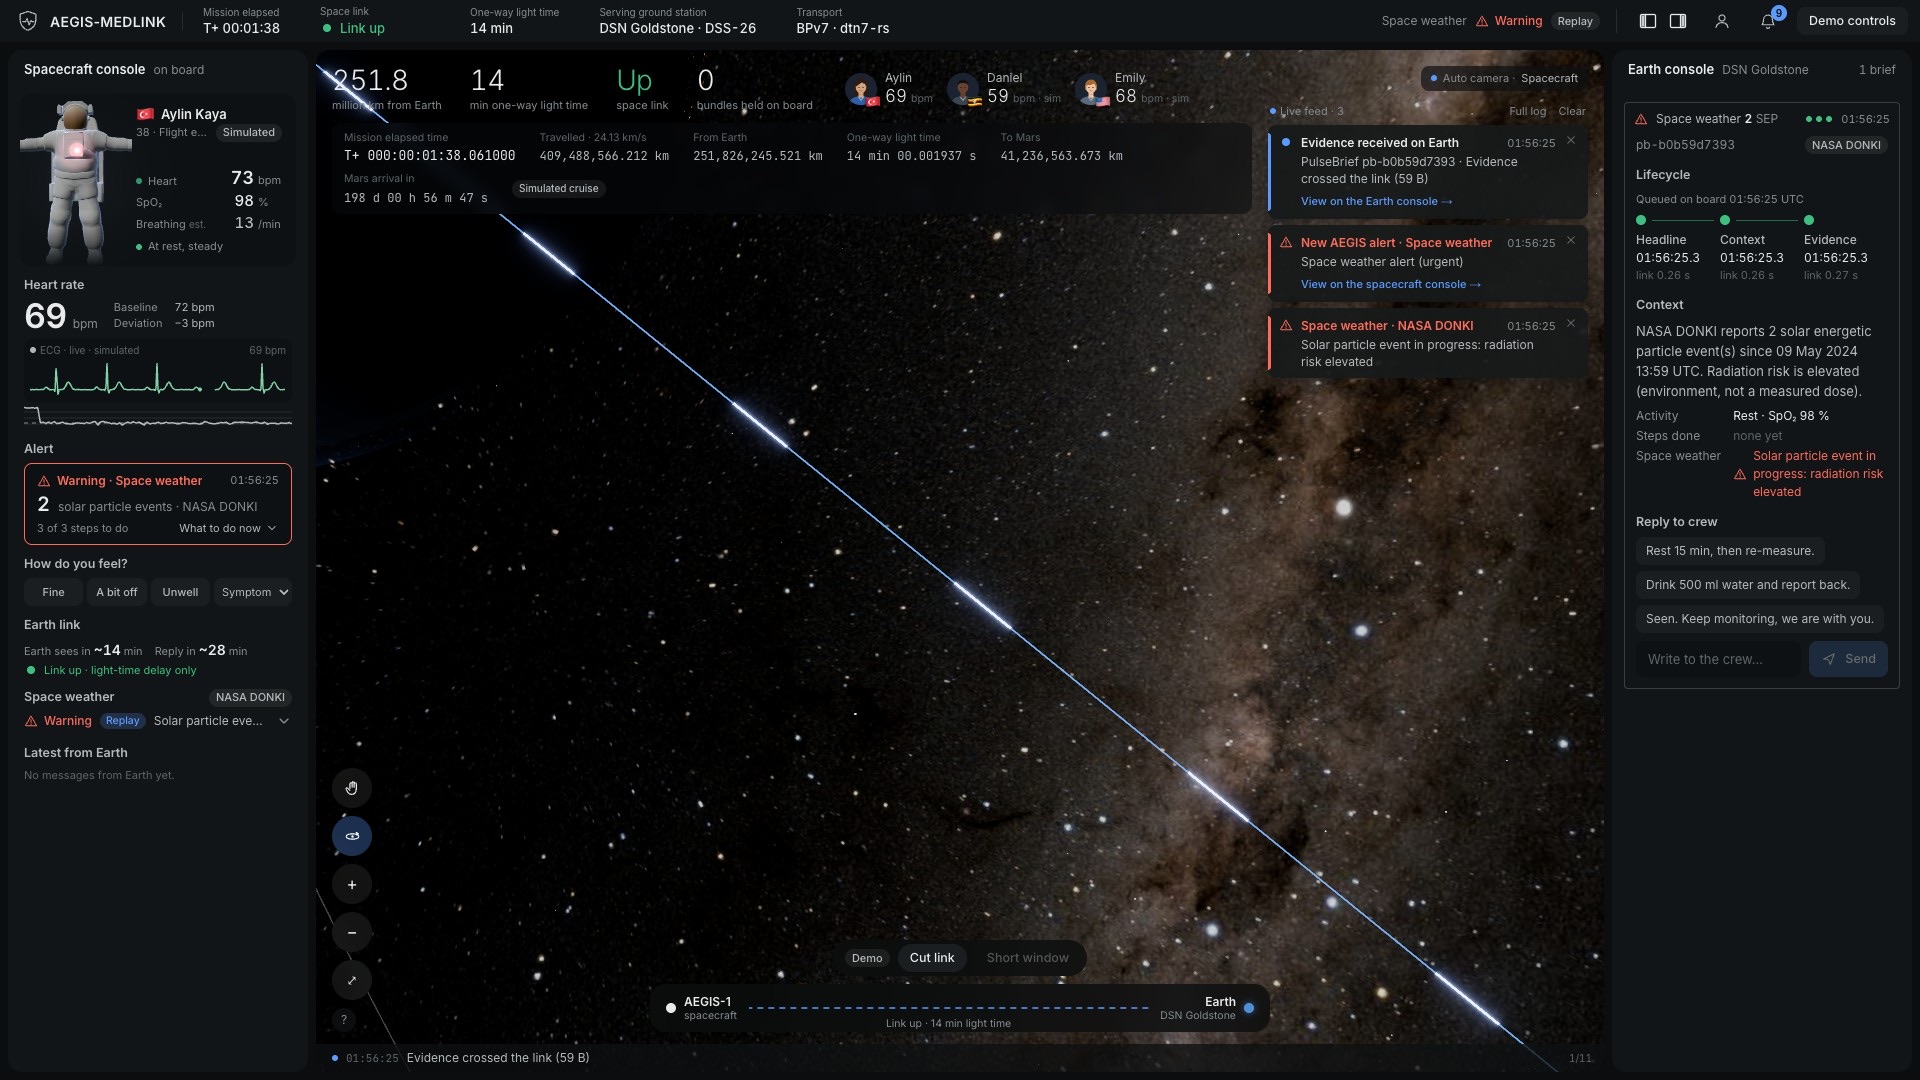 AEGIS-MEDLINK
Mission elapsed
T+ 00:01:38
Space link
Link up
One-way light time
14 min
Serving ground station
DSN Goldstone · DSS-26
Transport
BPv7 · dtn7-rs
Space weather Warning Replay
9
Demo controls
Spacecraft console on board
Aylin Kaya
38 · Flight e... Simulated
Heart 73 bpm
SpO₂ 98 %
Breathing est. 13 /min
At rest, steady
Heart rate
69 bpm
Baseline 72 bpm
Deviation −3 bpm
ECG · live · simulated 69 bpm
Alert
Warning · Space weather 01:56:25
2 solar particle events · NASA DONKI
3 of 3 steps to do What to do now
How do you feel?
Fine A bit off Unwell Symptom
Earth link
Earth sees in ~14 min Reply in ~28 min
Link up · light-time delay only
Space weather NASA DONKI
Warning Replay Solar particle eve...
Latest from Earth
No messages from Earth yet.
251.8
million km from Earth
14
min one-way light time
Up
space link
0
bundles held on board
Aylin
69 bpm
Daniel
59 bpm · sim
Emily
68 bpm · sim
Auto camera · Spacecraft
Mission elapsed time
T+ 000:00:01:38.061000
Travelled · 24.13 km/s
409,488,566.212 km
From Earth
251,826,245.521 km
One-way light time
14 min 00.001937 s
To Mars
41,236,563.673 km
Mars arrival in
198 d 00 h 56 m 47 s
Simulated cruise
Live feed · 3 Full log · Clear
Evidence received on Earth 01:56:25
PulseBrief pb-b0b59d7393 · Evidence
crossed the link (59 B)
View on the Earth console →
New AEGIS alert · Space weather 01:56:25
Space weather alert (urgent)
View on the spacecraft console →
Space weather · NASA DONKI 01:56:25
Solar particle event in progress: radiation
risk elevated
+
−
?
Demo Cut link Short window
AEGIS-1
spacecraft
Link up · 14 min light time
Earth
DSN Goldstone
01:56:25 Evidence crossed the link (59 B)
1/11
Earth console DSN Goldstone 1 brief
Space weather 2 SEP 01:56:25
pb-b0b59d7393 NASA DONKI
Lifecycle
Queued on board 01:56:25 UTC
Headline Context Evidence
01:56:25.3 01:56:25.3 01:56:25.3
link 0.26 s link 0.26 s link 0.27 s
Context
NASA DONKI reports 2 solar energetic
particle event(s) since 09 May 2024
13:59 UTC. Radiation risk is elevated
(environment, not a measured dose).
Activity Rest · SpO₂ 98 %
Steps done none yet
Space weather Solar particle event in
progress: radiation risk
elevated
Reply to crew
Rest 15 min, then re-measure.
Drink 500 ml water and report back.
Seen. Keep monitoring, we are with you.
Write to the crew... Send